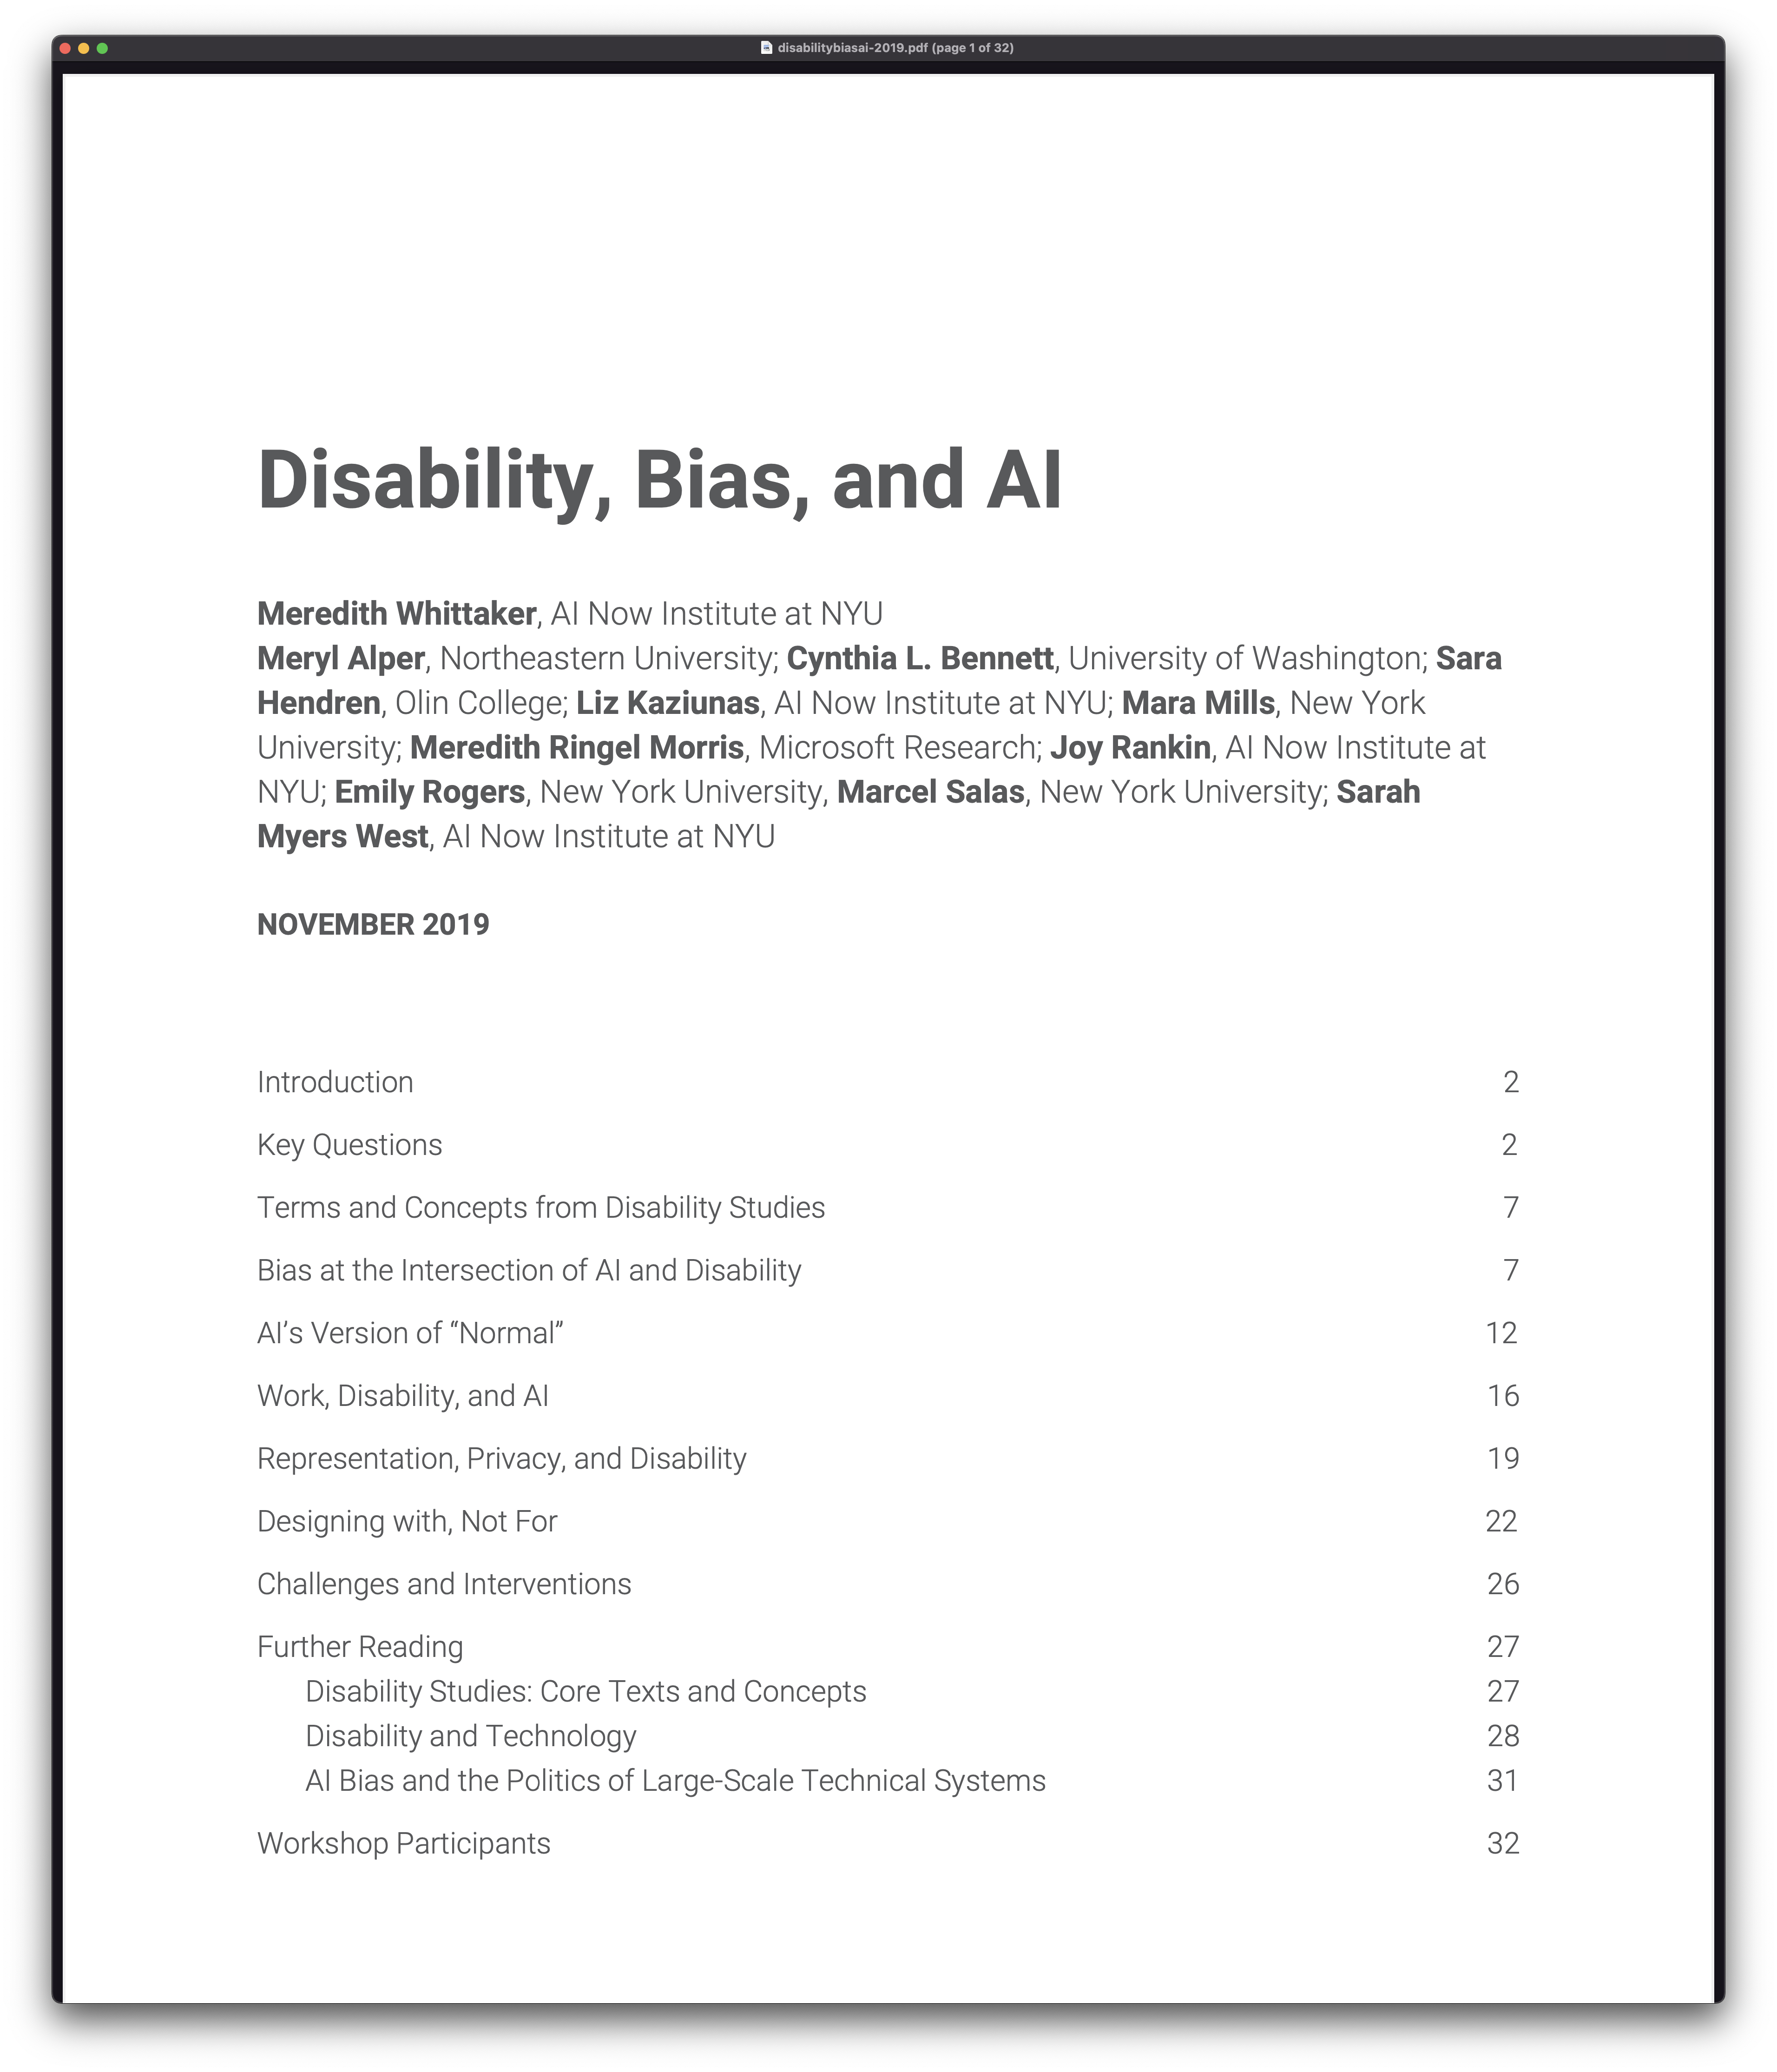 disabilitybiasai-2019.pdf (page 1 of 32)
Disability, Bias, and AI
Meredith Whittaker, AI Now Institute at NYU
Meryl Alper, Northeastern University; Cynthia L. Bennett, University of Washington; Sara
Hendren, Olin College; Liz Kaziunas, AI Now Institute at NYU; Mara Mills, New York
University; Meredith Ringel Morris, Microsoft Research; Joy Rankin, AI Now Institute at
NYU; Emily Rogers, New York University, Marcel Salas, New York University; Sarah
Myers West, AI Now Institute at NYU
NOVEMBER 2019
Introduction 2
Key Questions 2
Terms and Concepts from Disability Studies 7
Bias at the Intersection of AI and Disability 7
AI’s Version of “Normal” 12
Work, Disability, and AI 16
Representation, Privacy, and Disability 19
Designing with, Not For 22
Challenges and Interventions 26
Further Reading 27
Disability Studies: Core Texts and Concepts 27
Disability and Technology 28
AI Bias and the Politics of Large-Scale Technical Systems 31
Workshop Participants 32